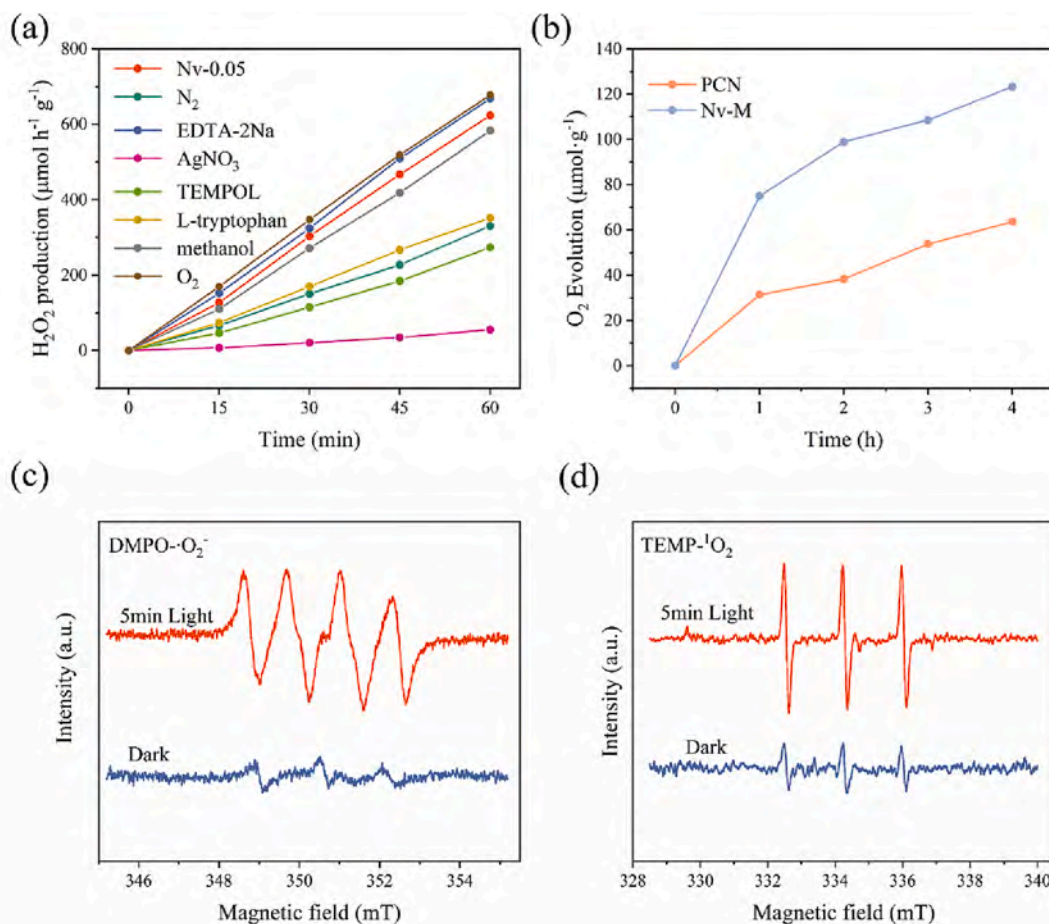 (a)
H₂O₂ production (μmol h⁻¹ g⁻¹)
800
600
400
200
0
Nv-0.05
N₂
EDTA-2Na
AgNO₃
TEMPOL
L-tryptophan
methanol
O₂
0 15 30 45 60
Time (min)
(b)
O₂ Evolution (μmol·g⁻¹)
140
120
100
80
60
40
20
0
PCN
Nv-M
0 1 2 3 4
Time (h)
(c)
Intensity (a.u.)
DMPO-·O₂⁻
5min Light
Dark
346 348 350 352 354
Magnetic field (mT)
(d)
Intensity (a.u.)
TEMP-¹O₂
5min Light
Dark
328 330 332 334 336 338 340
Magnetic field (mT)